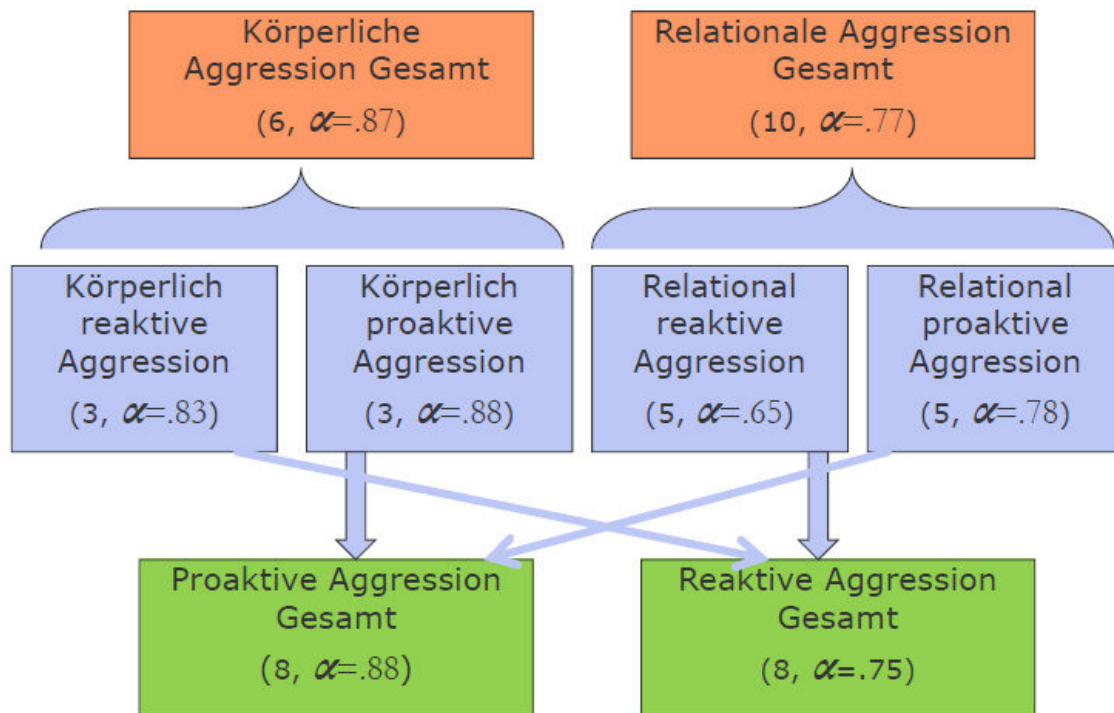 Körperliche
Aggression Gesamt
(6, α=.87)
Relationale Aggression
Gesamt
(10, α=.77)
Körperlich
reaktive
Aggression
(3, α=.83)
Körperlich
proaktive
Aggression
(3, α=.88)
Relational
reaktive
Aggression
(5, α=.65)
Relational
proaktive
Aggression
(5, α=.78)
Proaktive Aggression
Gesamt
(8, α=.88)
Reaktive Aggression
Gesamt
(8, α=.75)